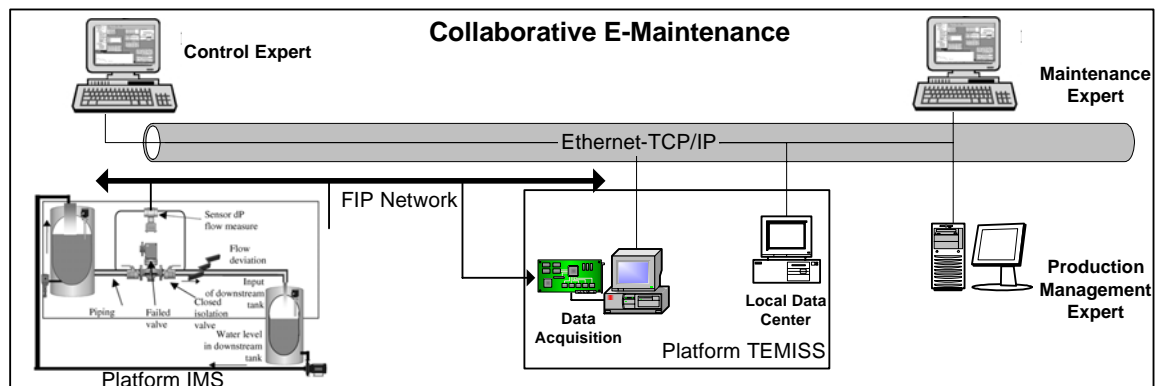 Collaborative E-Maintenance
Control Expert
Maintenance
Expert
Ethernet-TCP/IP
FIP Network
Sensor dP
flow measure
Flow
deviation
Input
of downstream
tank
Piping
Failed
valve
Closed
isolation
valve
Water level
in downstream
tank
Platform IMS
Data
Acquisition
Local Data
Center
Platform TEMISS
Production
Management
Expert